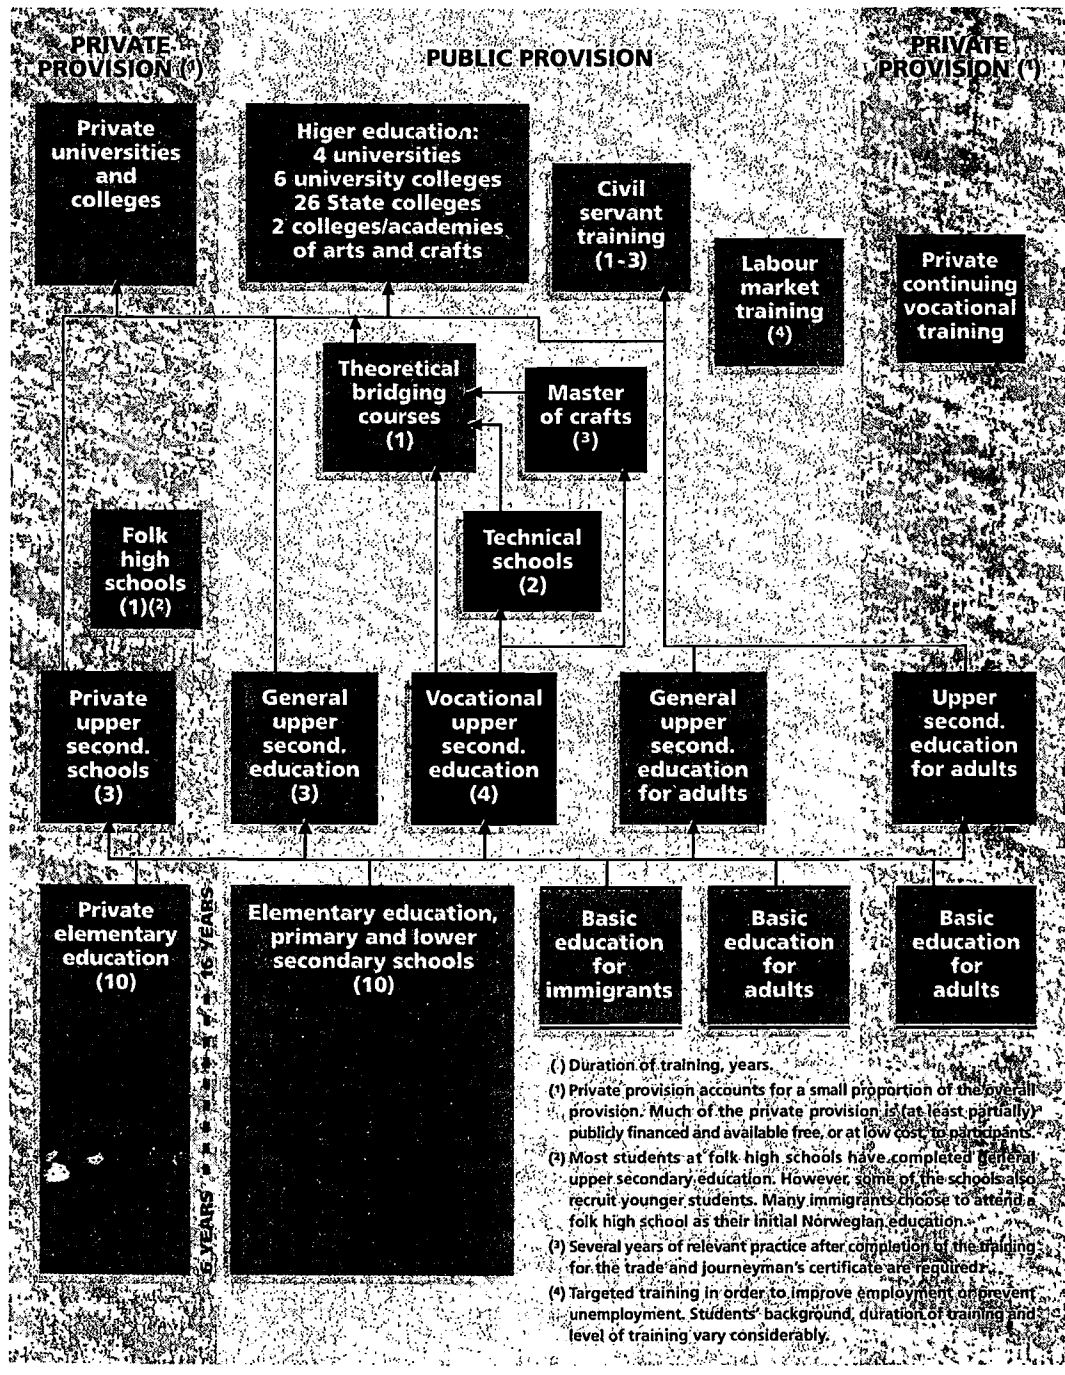 PRIVATE
PROVISION (¹)
PUBLIC PROVISION
PRIVATE
PROVISION (¹)
Private
universities
and
colleges
Higer education:
4 universities
6 university colleges
26 State colleges
2 colleges/academies
of arts and crafts
Civil
servant
training
(1-3)
Labour
market
training
(⁴)
Private
continuing
vocational
training
Theoretical
bridging
courses
(1)
Master
of crafts
(³)
Folk
high
schools
(1)(²)
Technical
schools
(2)
Private
upper
second.
schools
(3)
General
upper
second.
education
(3)
Vocational
upper
second.
education
(4)
General
upper
second.
education
for adults
Upper
second.
education
for adults
Private
elementary
education
(10)
6 YEARS
16 YEARS
Elementary education,
primary and lower
secondary schools
(10)
Basic
education
for
immigrants
Basic
education
for
adults
Basic
education
for
adults
( ) Duration of training, years.
(¹) Private provision accounts for a small proportion of the overall
provision. Much of the private provision is (at least partially)
publicly financed and available free, or at low cost, to participants.
(²) Most students at folk high schools have completed general
upper secondary education. However, some of the schools also
recruit younger students. Many immigrants choose to attend a
folk high school as their initial Norwegian education.
(³) Several years of relevant practice after completion of the training
for the trade and journeyman's certificate are required.
(⁴) Targeted training in order to improve employment or prevent
unemployment. Students' background, duration of training and
level of training vary considerably.